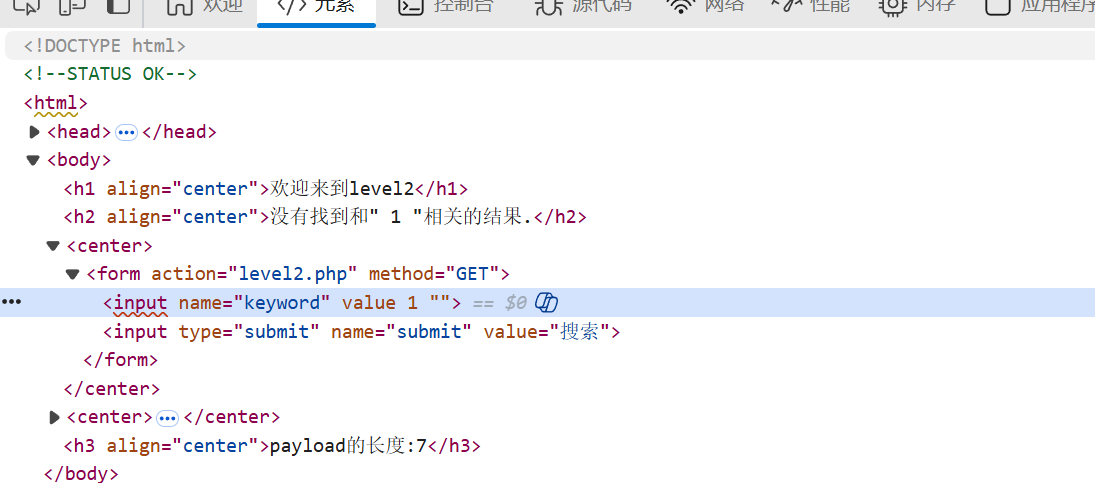 欢迎 元素 控制台 源代码 网络 性能 内存 应用程序
<!DOCTYPE html>
<!--STATUS OK-->
<html>
<head> ••• </head>
<body>
<h1 align="center">欢迎来到level2</h1>
<h2 align="center">没有找到和" 1 "相关的结果.</h2>
<center>
<form action="level2.php" method="GET">
••• <input name="keyword" value 1 ""> == $0
<input type="submit" name="submit" value="搜索">
</form>
</center>
<center> ••• </center>
<h3 align="center">payload的长度:7</h3>
</body>